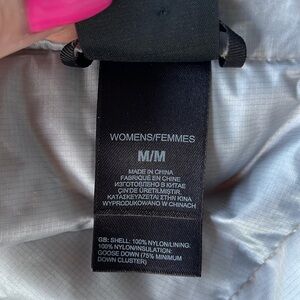 WOMENS/FEMMES
M/M
MADE IN CHINA
FABRIQUÉ EN CHINE
ИЗГОТОВЛЕНО В КИТАЕ
ÇIN'DE ÜRETILMIŞTIR.
ΚΑΤΑΣΚΕΥΑΖΕΤΑΙ ΣΤΗΝ ΚΙΝΑ
WYPRODUKOWANO W CHINACH
GB: SHELL: 100% NYLON/LINING:
100% NYLON/INSULATION:
GOOSE DOWN (75% MINIMUM
DOWN CLUSTER)